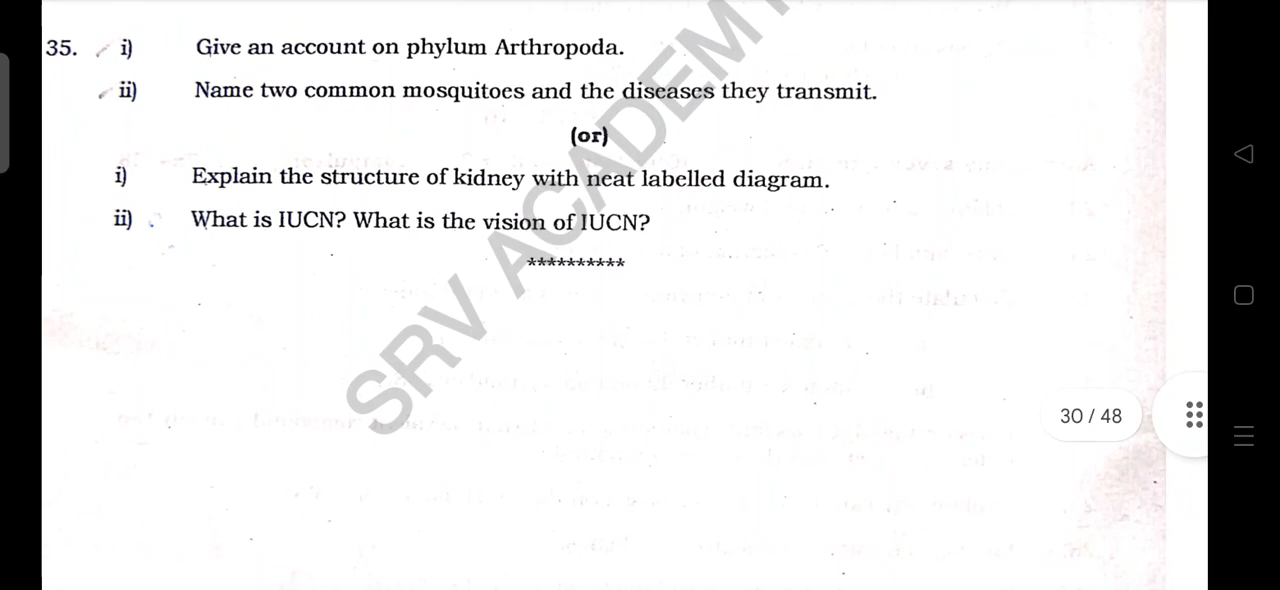 35. i) Give an account on phylum Arthropoda.
ii) Name two common mosquitoes and the diseases they transmit.
(or)
i) Explain the structure of kidney with neat labelled diagram.
ii) What is IUCN? What is the vision of IUCN?
**********
SRV ACADEM
30 / 48